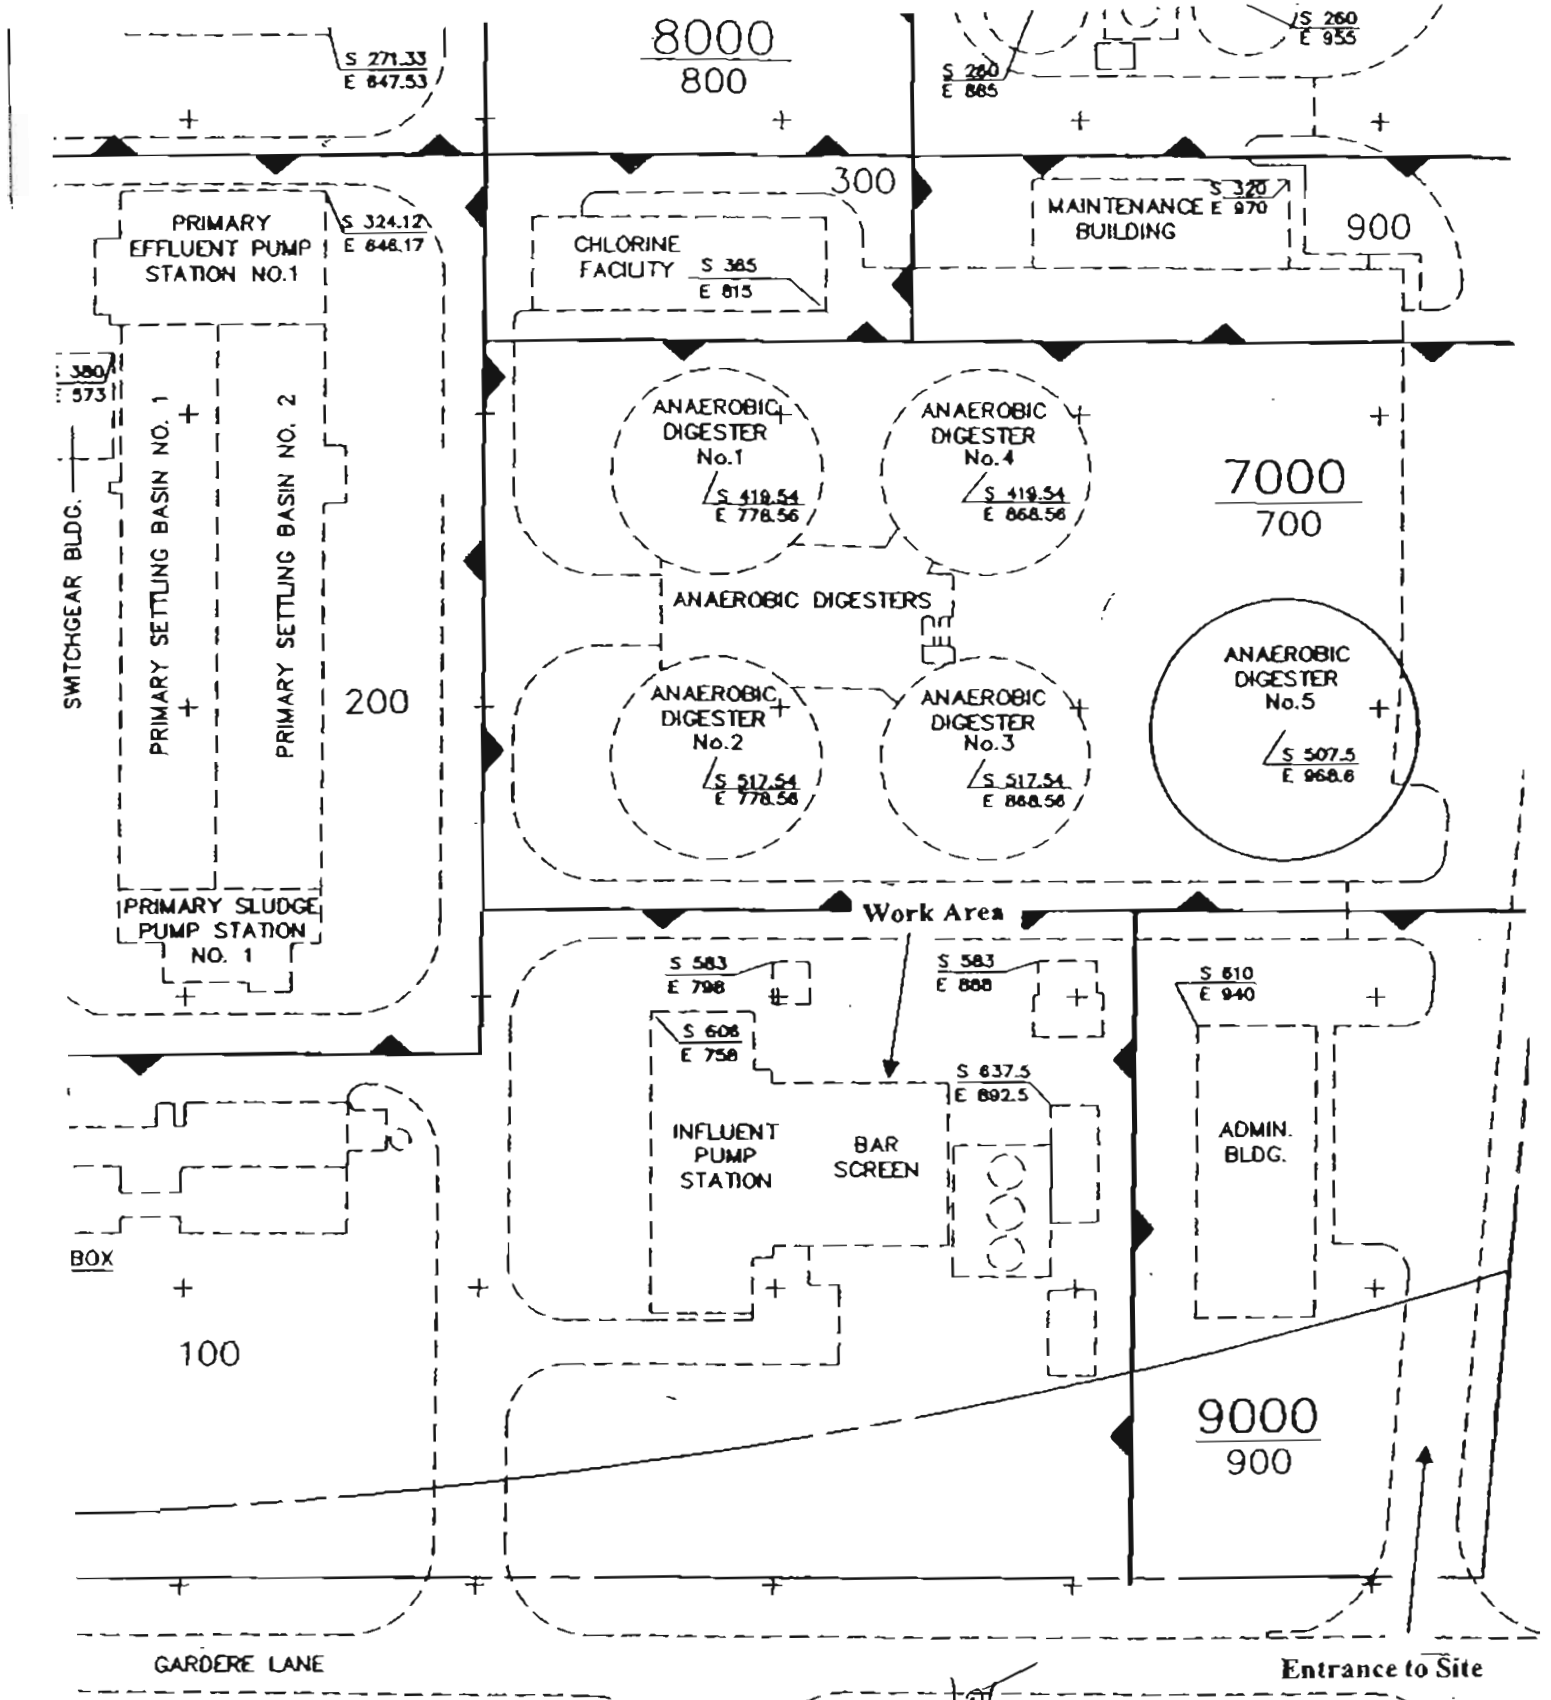 S 271.33
E 647.53
8000
800
S 260
E 885
S 260
E 955
PRIMARY
EFFLUENT PUMP
STATION NO.1
S 324.12
E 646.17
CHLORINE
FACILITY
S 365
E 815
300
MAINTENANCE
BUILDING
S 320
E 970
900
380
573
SWITCHGEAR BLDG.
PRIMARY SETTLING BASIN NO. 1
PRIMARY SETTLING BASIN NO. 2
200
ANAEROBIC
DIGESTER
No.1
S 419.54
E 778.56
ANAEROBIC
DIGESTER
No.4
S 419.54
E 868.56
7000
700
ANAEROBIC DIGESTERS
ANAEROBIC
DIGESTER
No.2
S 517.54
E 778.56
ANAEROBIC
DIGESTER
No.3
S 517.54
E 868.56
ANAEROBIC
DIGESTER
No.5
S 507.5
E 968.6
PRIMARY SLUDGE
PUMP STATION
NO. 1
Work Area
S 583
E 798
S 583
E 888
S 610
E 940
S 606
E 758
S 637.5
E 892.5
INFLUENT
PUMP
STATION
BAR
SCREEN
ADMIN.
BLDG.
BOX
100
9000
900
GARDERE LANE
Entrance to Site